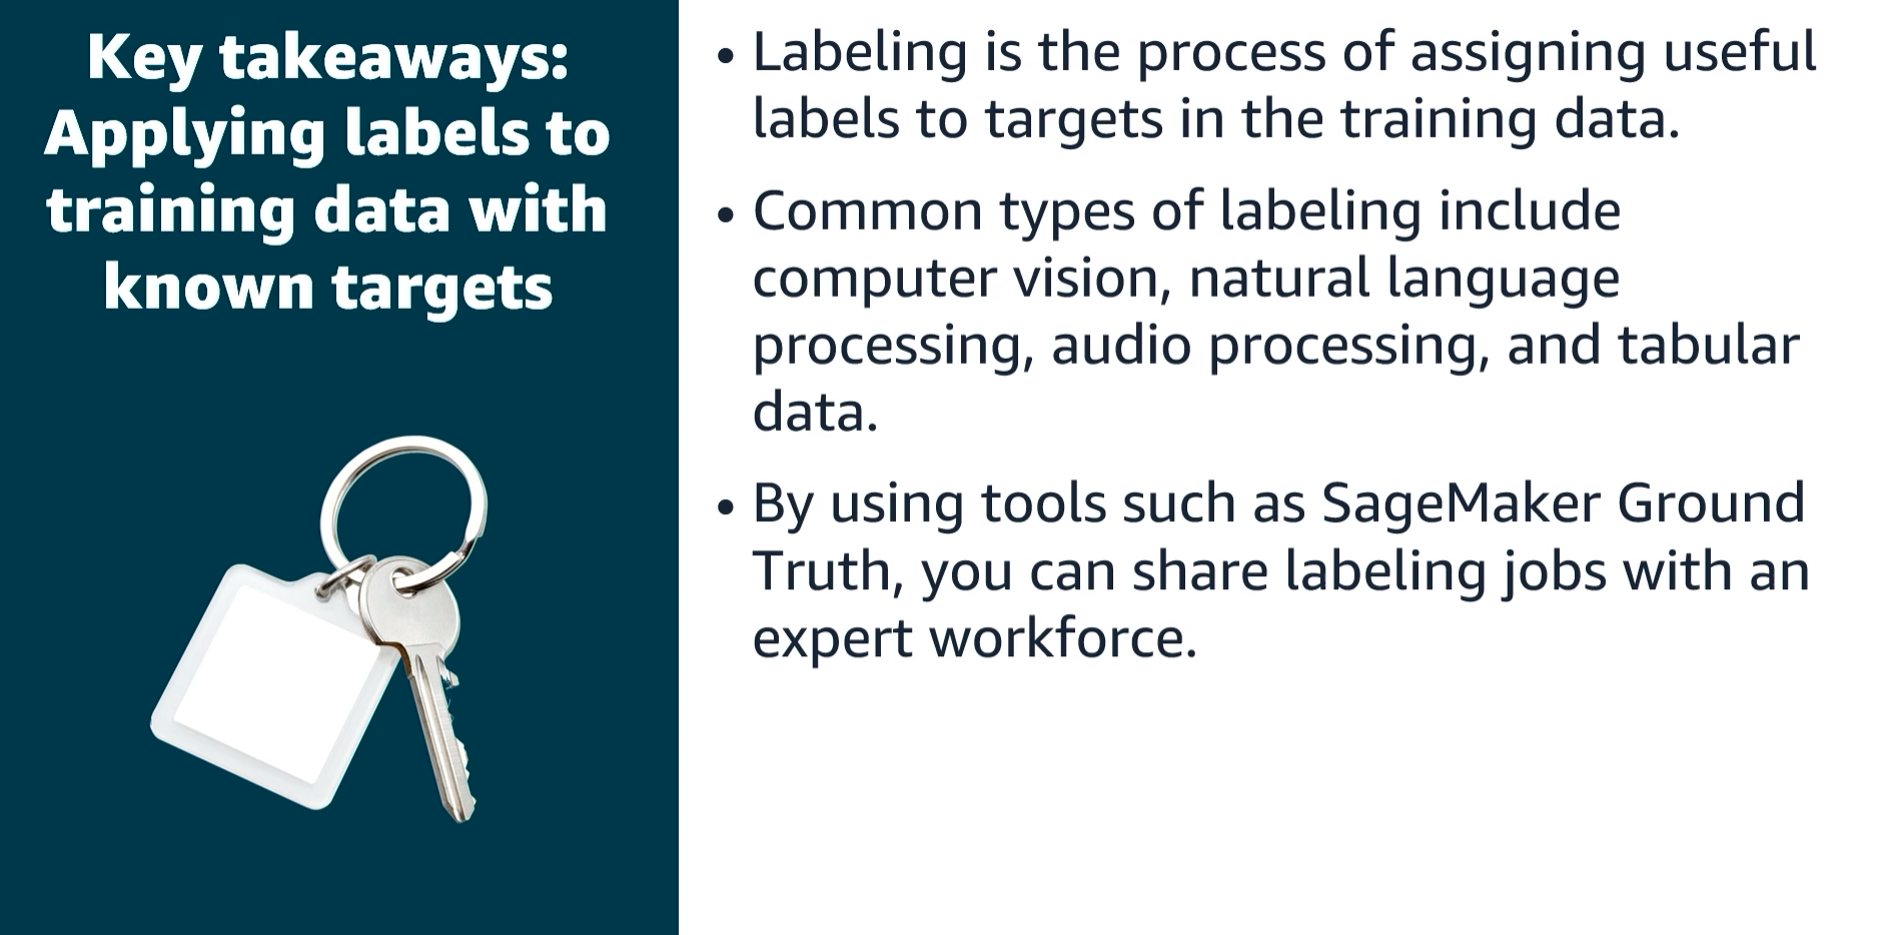 Key takeaways:
Applying labels to
training data with
known targets
• Labeling is the process of assigning useful
labels to targets in the training data.
• Common types of labeling include
computer vision, natural language
processing, audio processing, and tabular
data.
• By using tools such as SageMaker Ground
Truth, you can share labeling jobs with an
expert workforce.